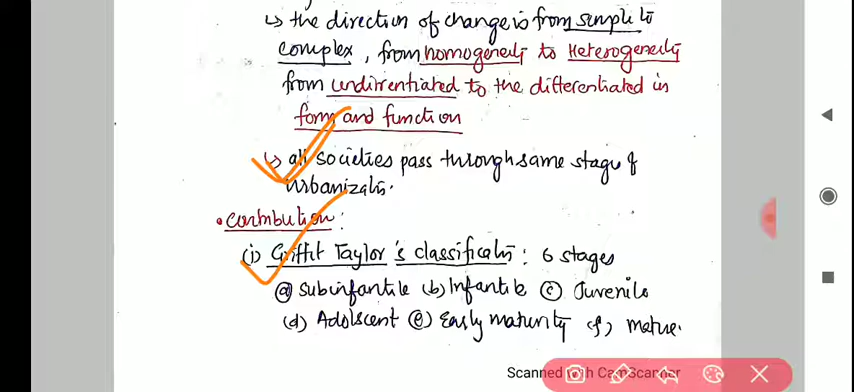 ↳ the direction of change is from simple to
complex, from homogeneity to Heterogeneity
from undirrentiated to the differentiated in
form and function
↳ all societies pass through same stage of
urbanizatn.
• Contribution:
(i) Griffit Taylor's classificatn: 6 stages
(a) Subinfantile (b) Infantile (c) Juvenile
(d) Adolscent (e) Early maturity (f) mature.
Scanned with CamScanner